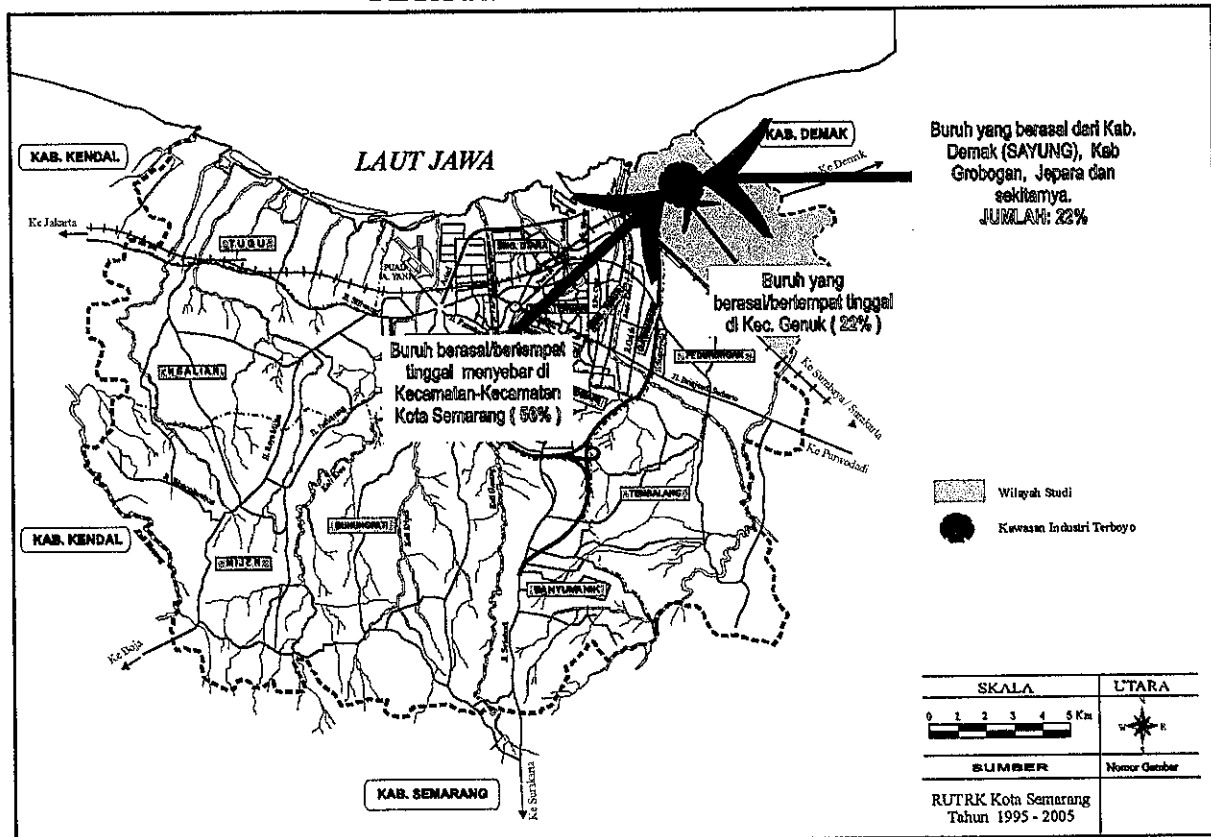 KAB. KENDAL
LAUT JAWA
KAB. DEMAK
Ke Demak
Buruh yang berasal dari Kab.
Demak (SAYUNG), Kab
Grobogan, Jepara dan
sekitarnya.
JUMLAH: 22%
Ke Jakarta
TUGU
Buruh yang
berasal/bertempat tinggal
di Kec. Genuk ( 22% )
Buruh berasal/bertempat
tinggal menyebar di
Kecamatan-Kecamatan
Kota Semarang ( 56% )
PEDURUNGAN
NGALIAN
Ke Surabaya / Surakarta
Ke Purwodadi
TEMBALANG
GUNUNGPATI
MIJEN
BANYUMANIK
KAB. KENDAL
Ke Boja
Wilayah Studi
Kawasan Industri Terboyo
KAB. SEMARANG
Ke Surakarta
SKALA
UTARA
0 1 2 3 4 5 Km
N
W E
S
SUMBER
Nomor Gambar
RUTRK Kota Semarang
Tahun 1995 - 2005